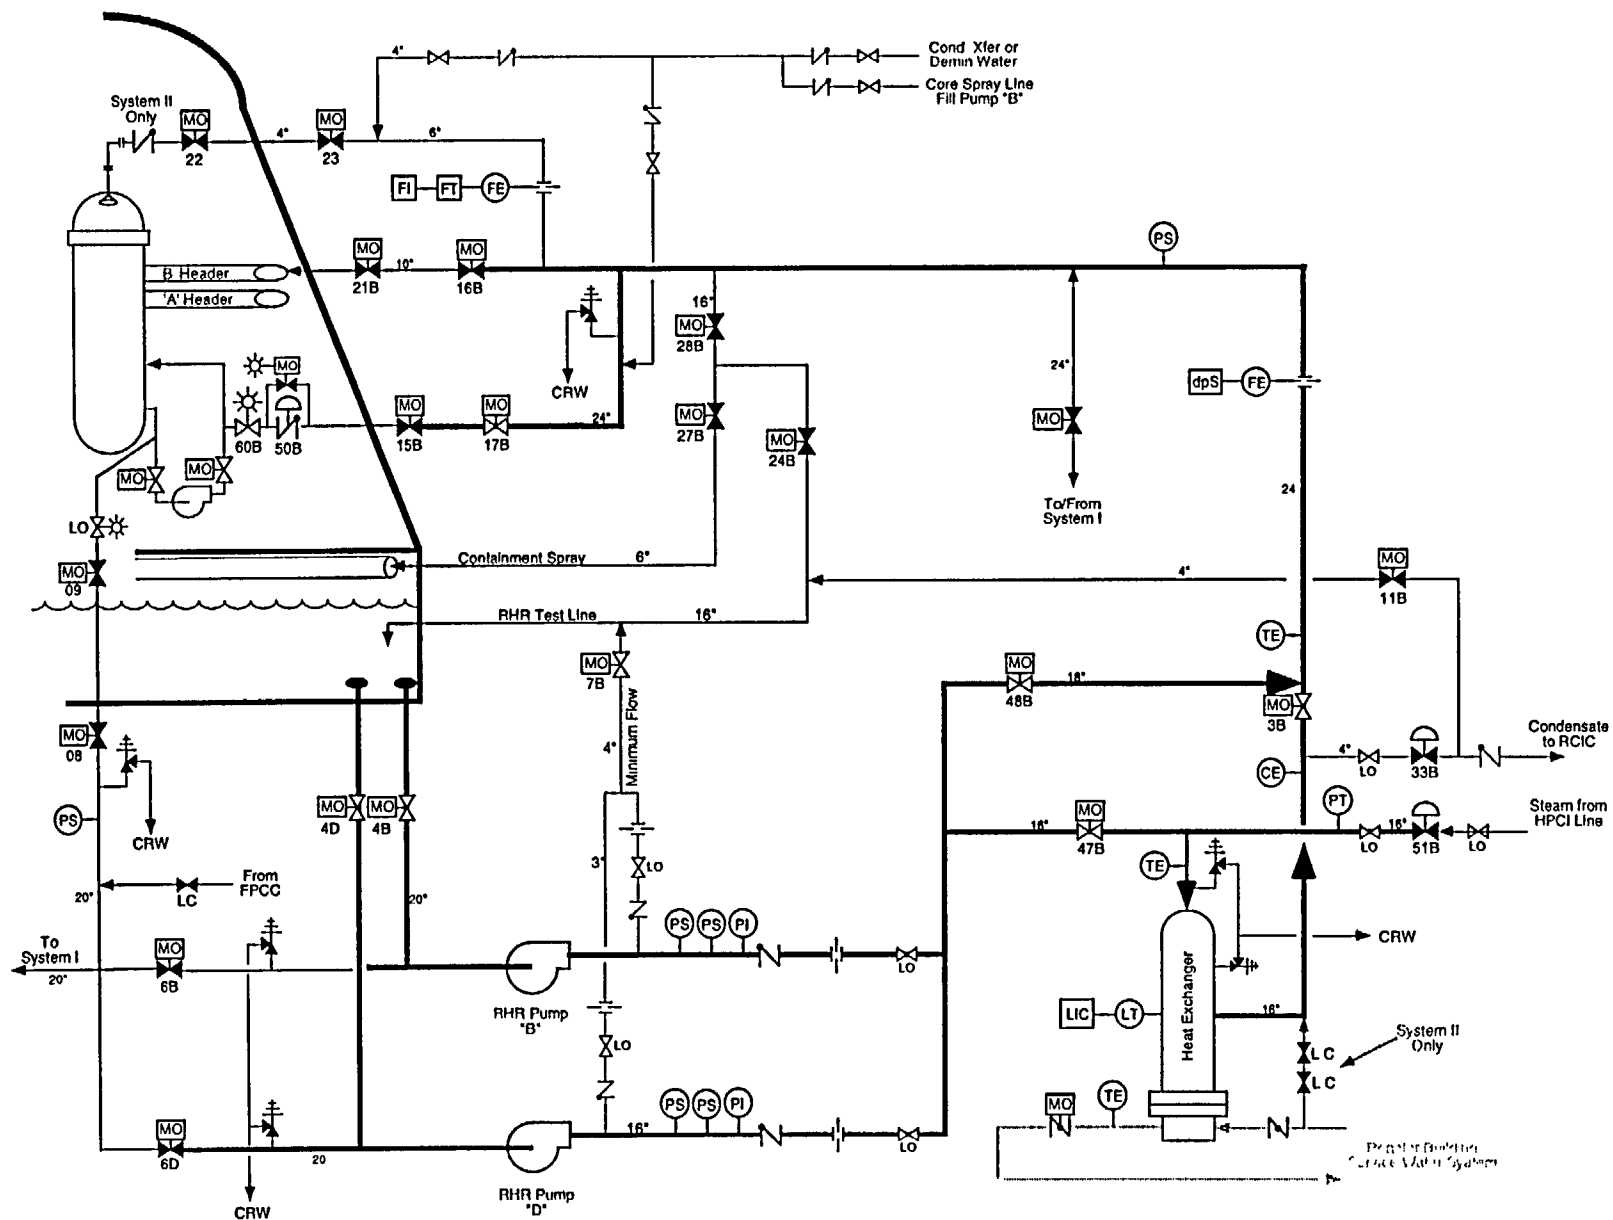 Cond Xfer or
Demin Water
Core Spray Line
Fill Pump "B"
4"
System II
Only
MO
22
4"
MO
23
6"
FI
FT
FE
PS
'B' Header
'A' Header
MO
21B
10"
MO
16B
16"
MO
28B
CRW
24"
MO
dpS
FE
MO
60B
50B
MO
15B
MO
17B
24"
MO
27B
MO
24B
MO
MO
To/From
System I
24
LO
MO
09
Containment Spray
6"
4"
MO
11B
RHR Test Line
16"
TE
MO
7B
MO
48B
18"
MO
3B
Minimum Flow
4"
MO
08
PS
CRW
MO
4D
MO
4B
CE
4"
LO
33B
Condensate
to RCIC
PT
Steam from
HPCI Line
MO
16"
47B
LO
16"
51B
LO
3"
LO
TE
From
FPCC
LC
20"
20"
PS
PS
PI
LO
CRW
To
System I
20"
MO
6B
RHR Pump
"B"
Heat Exchanger
LIC
LT
16"
LO
System II
Only
L C
L C
MO
TE
MO
6D
20
RHR Pump
"D"
16"
PS
PS
PI
LO
CRW